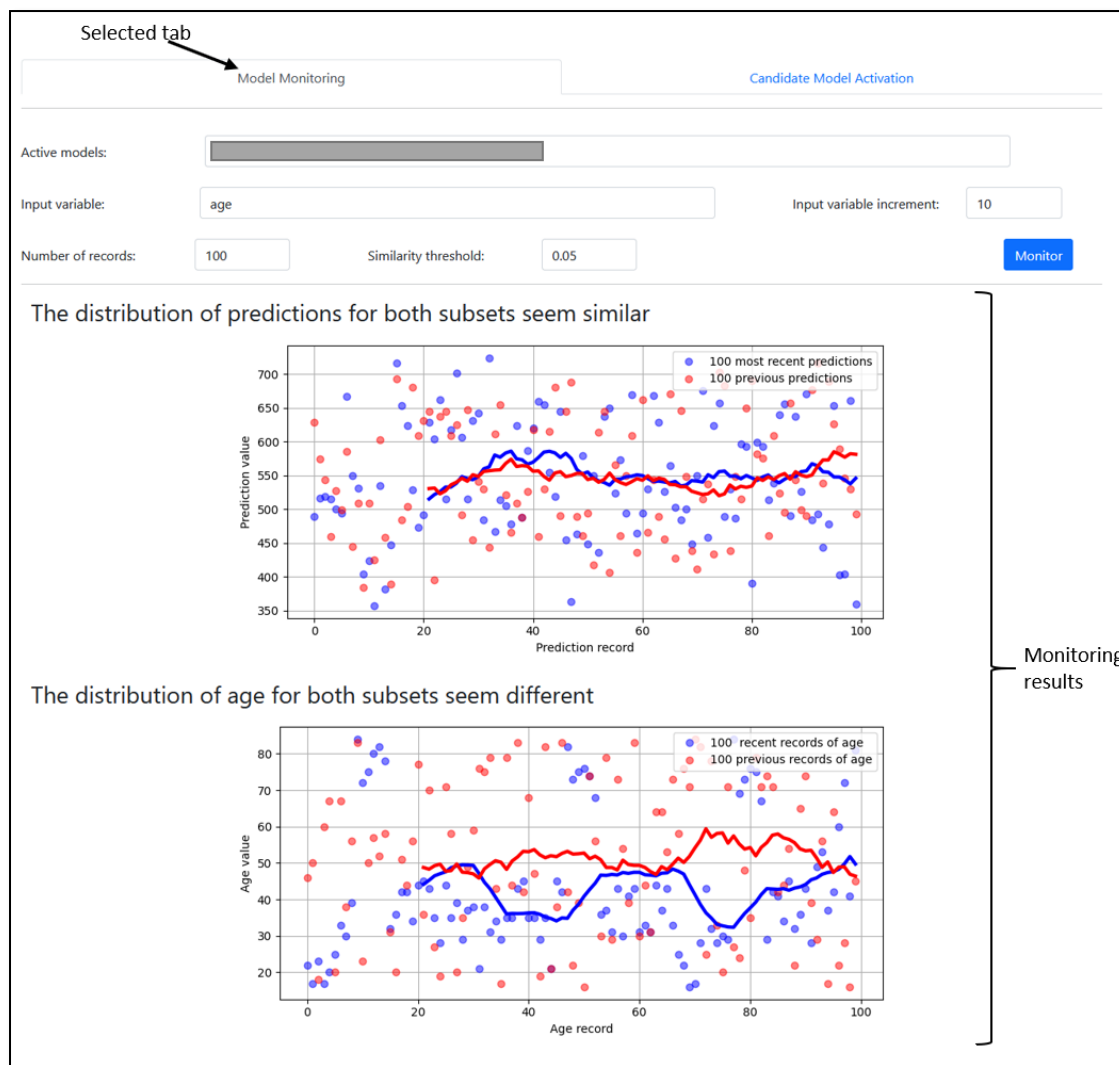 Selected tab
Model Monitoring
Candidate Model Activation
Active models:
Input variable:
age
Input variable increment:
10
Number of records:
100
Similarity threshold:
0.05
Monitor
The distribution of predictions for both subsets seem similar
100 most recent predictions
100 previous predictions
700
650
600
550
500
450
400
350
Prediction value
0 20 40 60 80 100
Prediction record
Monitoring
results
The distribution of age for both subsets seem different
100 recent records of age
100 previous records of age
80
70
60
50
40
30
20
Age value
0 20 40 60 80 100
Age record